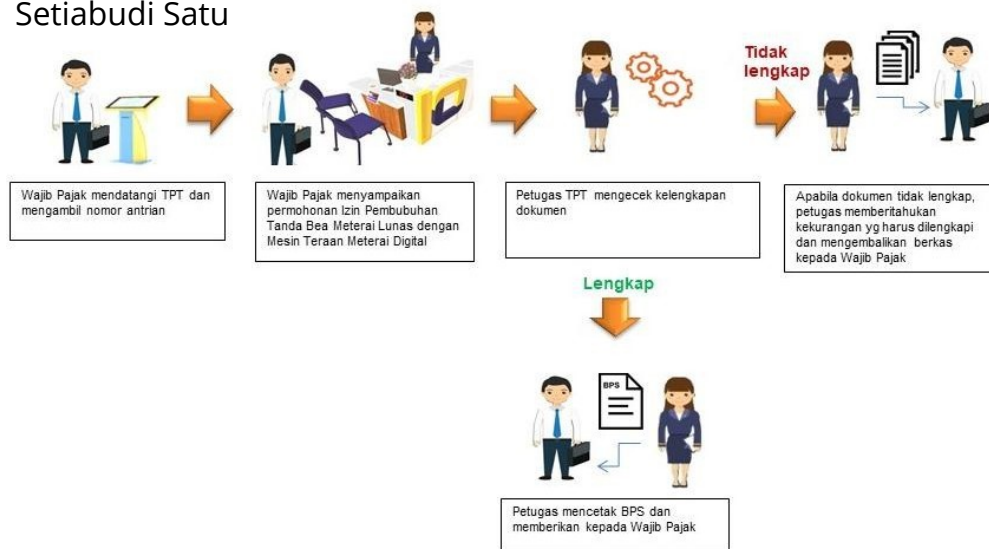 Setiabudi Satu
Tidak
lengkap
Wajib Pajak mendatangi TPT dan
mengambil nomor antrian
Wajib Pajak menyampaikan
permohonan Izin Pembubuhan
Tanda Bea Meterai Lunas dengan
Mesin Teraan Meterai Digital
Petugas TPT mengecek kelengkapan
dokumen
Apabila dokumen tidak lengkap,
petugas memberitahukan
kekurangan yg harus dilengkapi
dan mengembalikan berkas
kepada Wajib Pajak
Lengkap
BPS
Petugas mencetak BPS dan
memberikan kepada Wajib Pajak